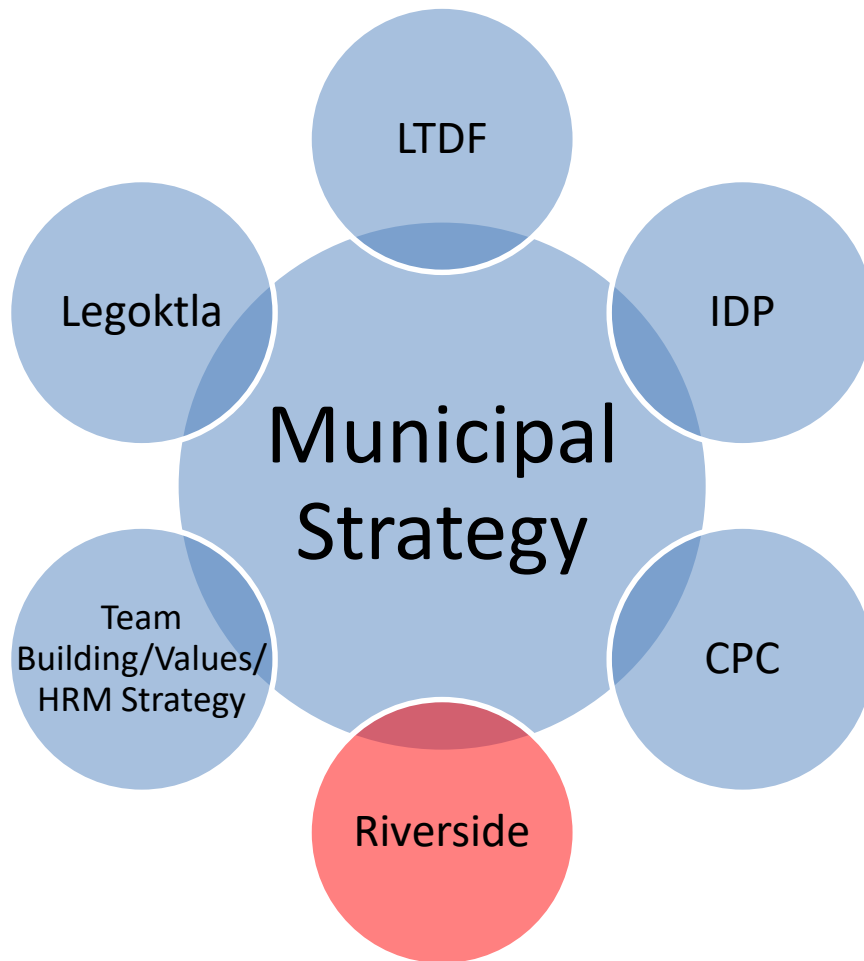 LTDF
Legoktla
IDP
Municipal
Strategy
Team
Building/Values/
HRM Strategy
CPC
Riverside